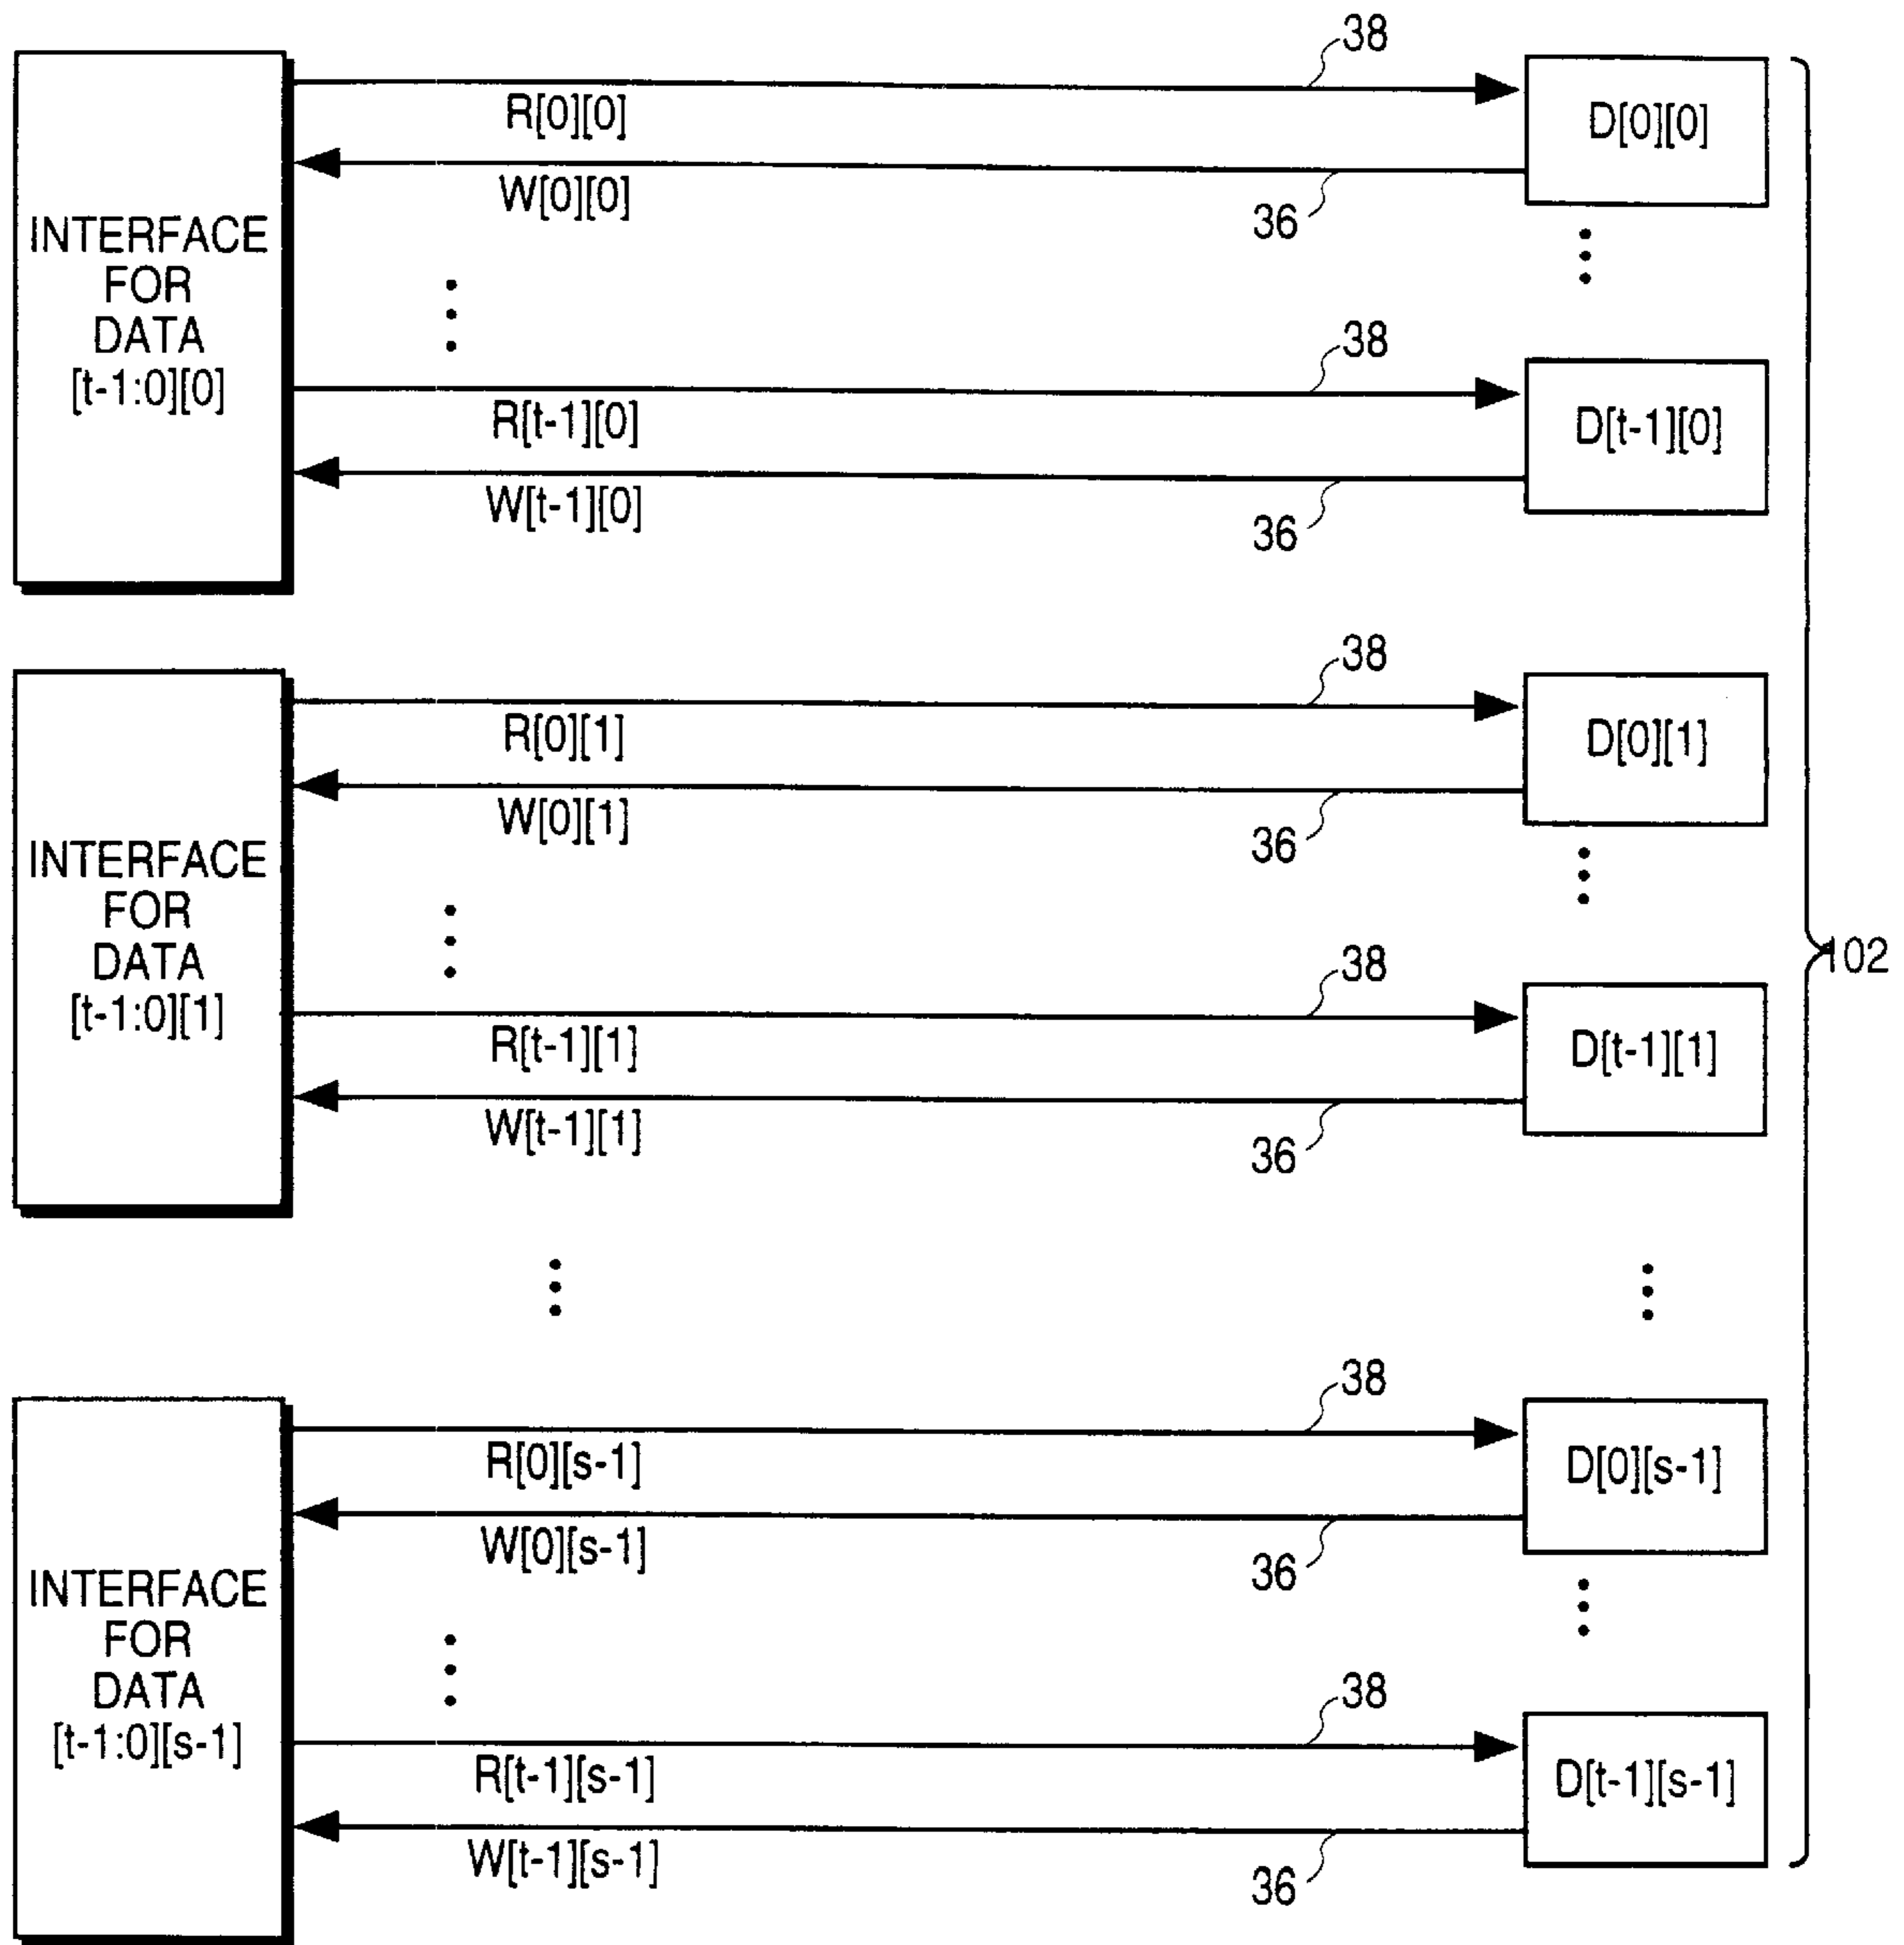 38
R[0][0]
D[0][0]
W[0][0]
36
INTERFACE
FOR
DATA
[t-1:0][0]
38
R[t-1][0]
D[t-1][0]
W[t-1][0]
36
38
R[0][1]
D[0][1]
W[0][1]
36
INTERFACE
FOR
DATA
[t-1:0][1]
102
38
R[t-1][1]
D[t-1][1]
W[t-1][1]
36
38
R[0][s-1]
D[0][s-1]
W[0][s-1]
36
INTERFACE
FOR
DATA
[t-1:0][s-1]
38
R[t-1][s-1]
D[t-1][s-1]
W[t-1][s-1]
36